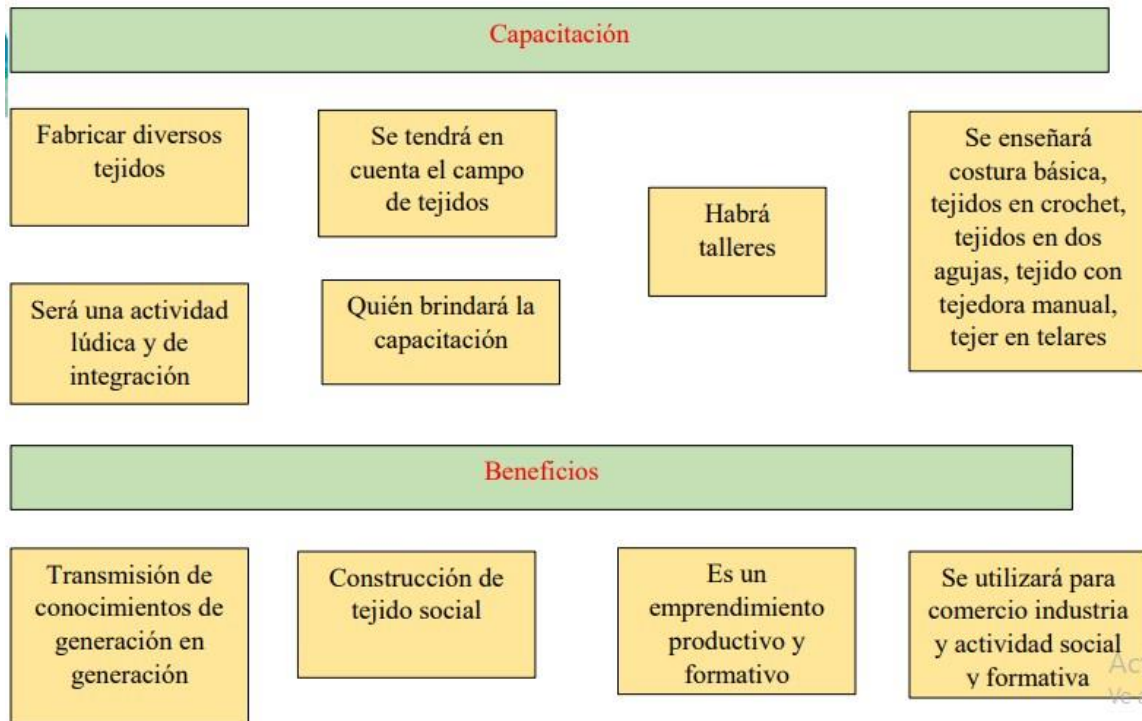 Capacitación
Fabricar diversos
tejidos
Se tendrá en
cuenta el campo
de tejidos
Habrá
talleres
Se enseñará
costura básica,
tejidos en crochet,
tejidos en dos
agujas, tejido con
tejedora manual,
tejer en telares
Será una actividad
lúdica y de
integración
Quién brindará la
capacitación
Beneficios
Transmisión de
conocimientos de
generación en
generación
Construcción de
tejido social
Es un
emprendimiento
productivo y
formativo
Se utilizará para
comercio industria
y actividad social
y formativa